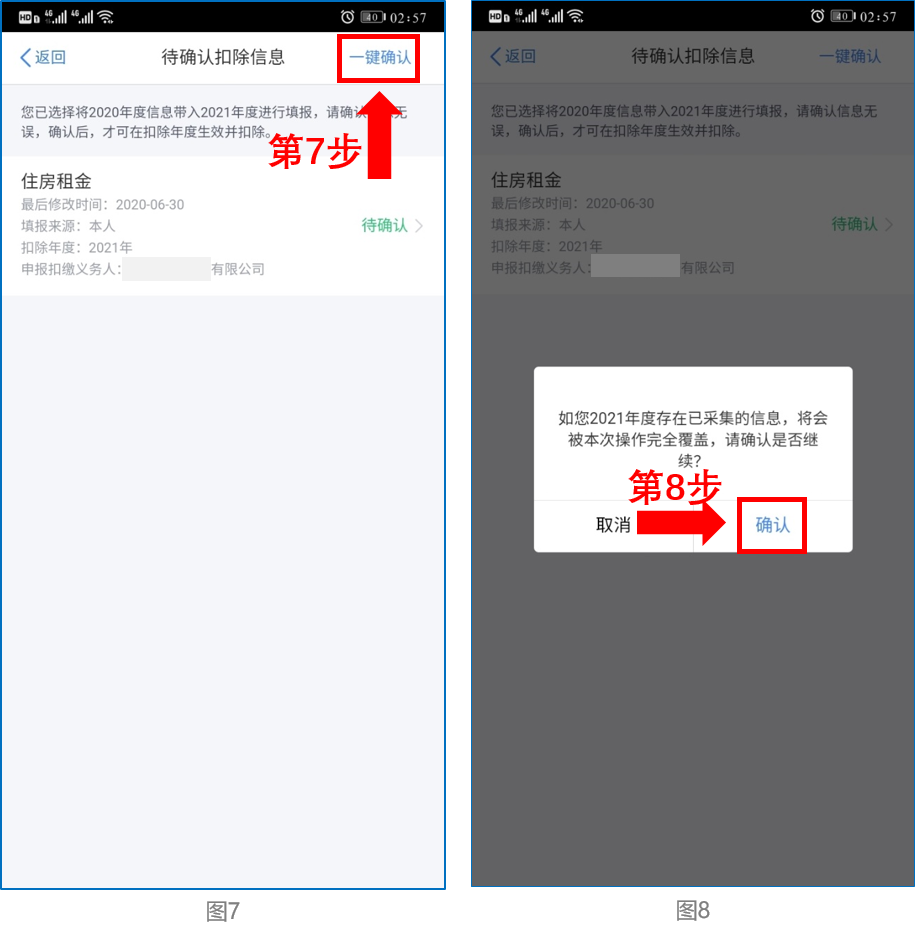 HD 4G 4G 40 02:57
返回 待确认扣除信息 一键确认
您已选择将2020年度信息带入2021年度进行填报，请确认信息无
误，确认后，才可在扣除年度生效并扣除。
第7步
住房租金
最后修改时间：2020-06-30
填报来源：本人
待确认
扣除年度：2021年
申报扣缴义务人：有限公司
图7
HD 4G 4G 40 02:57
返回 待确认扣除信息 一键确认
您已选择将2020年度信息带入2021年度进行填报，请确认信息无
误，确认后，才可在扣除年度生效并扣除。
住房租金
最后修改时间：2020-06-30
填报来源：本人
待确认
扣除年度：2021年
申报扣缴义务人：有限公司
如您2021年度存在已采集的信息，将会
被本次操作完全覆盖，请确认是否继
续？
第8步
取消 确认
图8